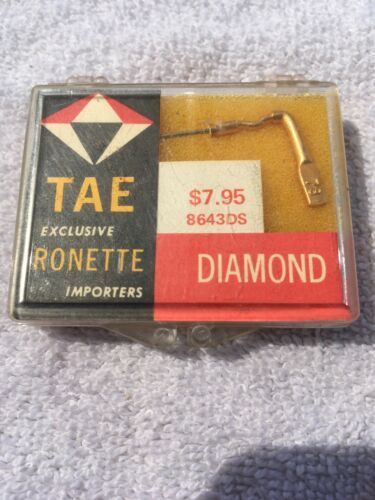 TAE
EXCLUSIVE
RONETTE
IMPORTERS
$7.95
8643DS
DIAMOND